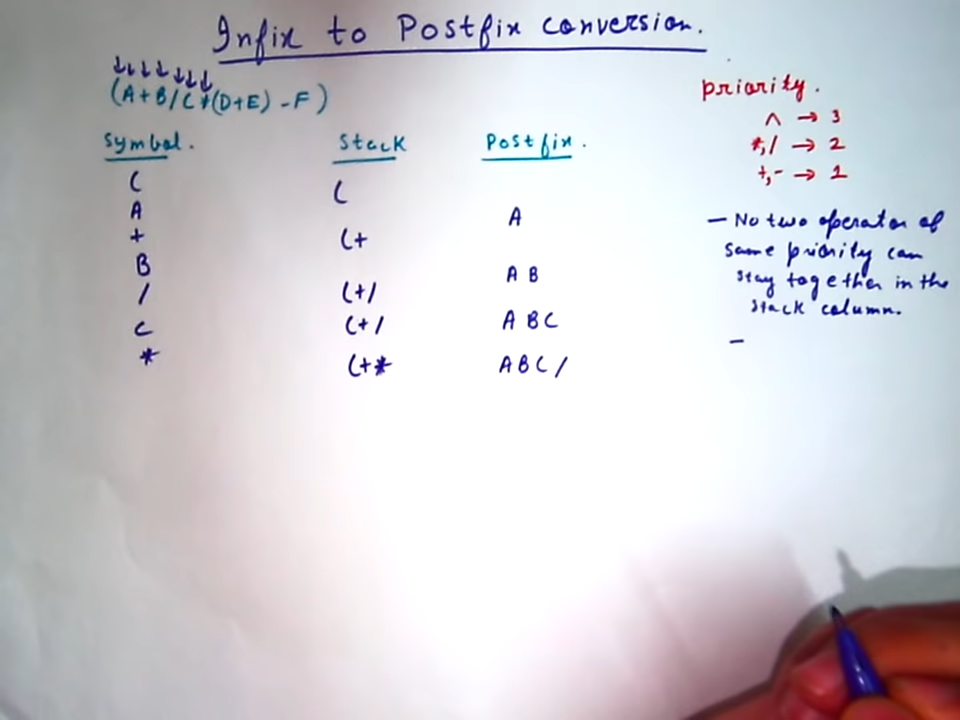 Infix to Postfix conversion.
↓↓↓↓↓↓↓
(A+B/C*(D+E)-F)
Symbol. Stack Postfix.
( (
A A
+ (+
B A B
/ (+/
C (+/ A B C
* (+* A B C /
priority.
^ → 3
*,/ → 2
+,- → 1
- No two operator of
same priority can
stay together in the
stack column.
-